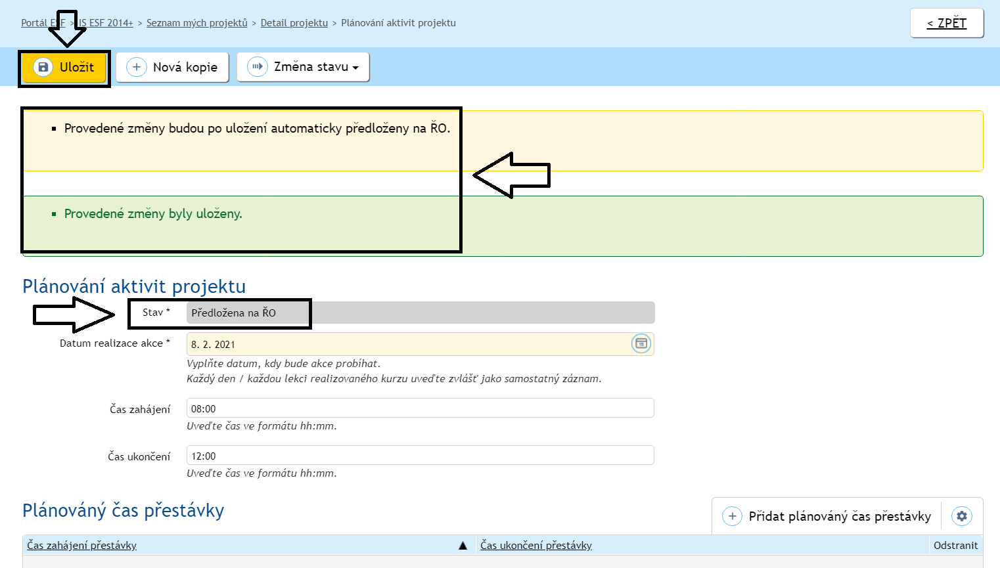 Portál ESF > IS ESF 2014+ > Seznam mých projektů > Detail projektu > Plánování aktivit projektu
< ZPĚT
Uložit
Nová kopie
Změna stavu
Provedené změny budou po uložení automaticky předloženy na ŘO.
Provedené změny byly uloženy.
Plánování aktivit projektu
Stav * Předložena na ŘO
Datum realizace akce * 8. 2. 2021
Vyplňte datum, kdy bude akce probíhat.
Každý den / každou lekci realizovaného kurzu uveďte zvlášť jako samostatný záznam.
Čas zahájení 08:00
Uveďte čas ve formátu hh:mm.
Čas ukončení 12:00
Uveďte čas ve formátu hh:mm.
Plánováný čas přestávky
Přidat plánováný čas přestávky
Čas zahájení přestávky ▲ Čas ukončení přestávky Odstranit